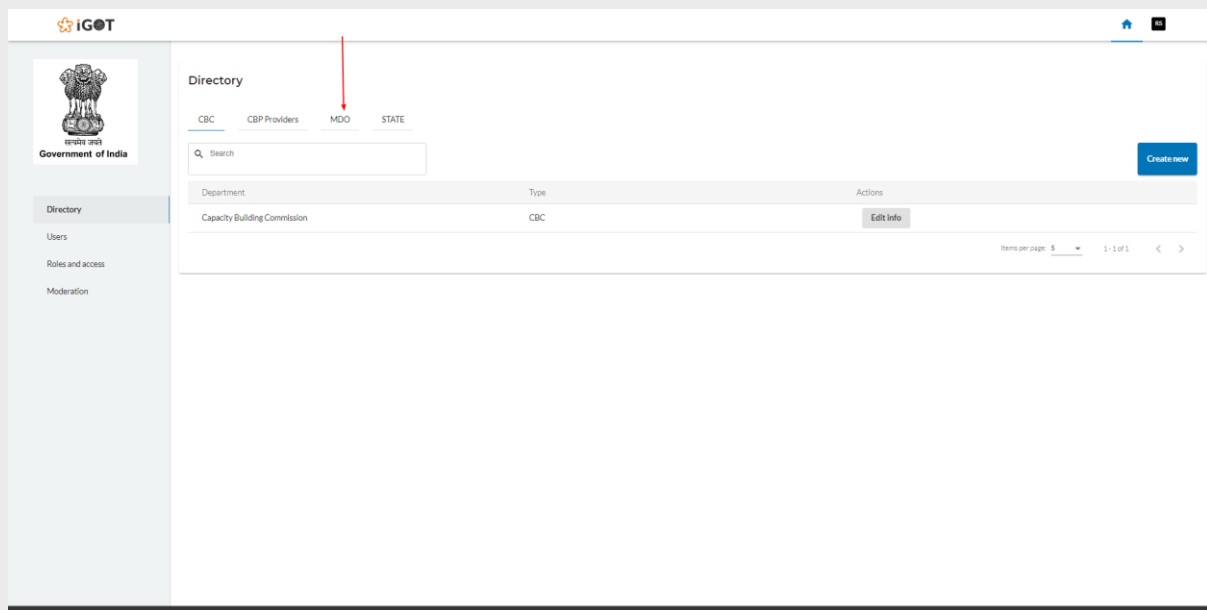 iGOT
RS
सत्यमेव जयते
Government of India
Directory
Users
Roles and access
Moderation
Directory
CBC CBP Providers MDO STATE
Search
Create new
Department Type Actions
Capacity Building Commission CBC Edit info
Items per page: 5 1 - 1 of 1